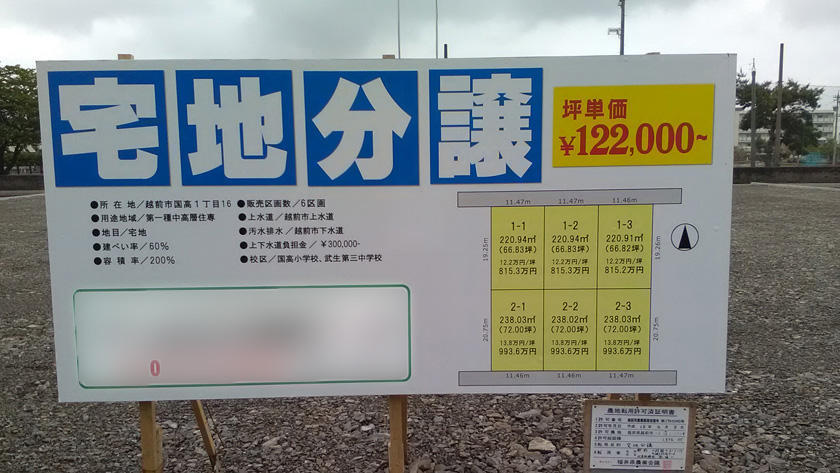 宅地分譲
坪単価
¥122,000~
●所在地/越前市国高1丁目16
●用途地域/第一種中高層住専
●地目/宅地
●建ぺい率/60%
●容積率/200%
●販売区画数/6区画
●上水道/越前市上水道
●汚水排水/越前市下水道
●上下水道負担金/¥300,000-
●校区/国高小学校、武生第三中学校
11.47m 11.47m 11.46m
19.25m
1-1
220.94㎡
(66.83坪)
12.2万円/坪
815.3万円
1-2
220.94㎡
(66.83坪)
12.2万円/坪
815.3万円
1-3
220.91㎡
(66.82坪)
12.2万円/坪
815.2万円
19.26m
20.75m
2-1
238.03㎡
(72.00坪)
13.8万円/坪
993.6万円
2-2
238.02㎡
(72.00坪)
13.8万円/坪
993.6万円
2-3
238.03㎡
(72.00坪)
13.8万円/坪
993.6万円
20.75m
11.46m 11.46m 11.47m
農地転用許可済証明書
福井県農業会議